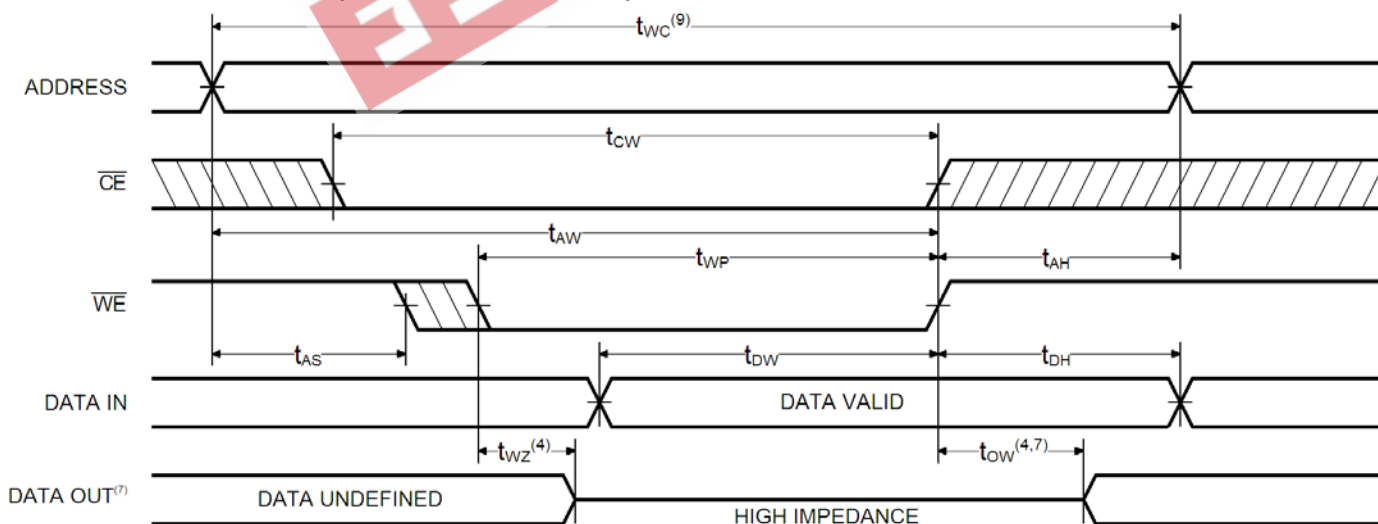 tWC(9)
ADDRESS
tCW
CE
tAW
tWP
tAH
WE
tAS
tDW
tDH
DATA IN
DATA VALID
tWZ(4)
tOW(4,7)
DATA OUT(7)
DATA UNDEFINED
HIGH IMPEDANCE